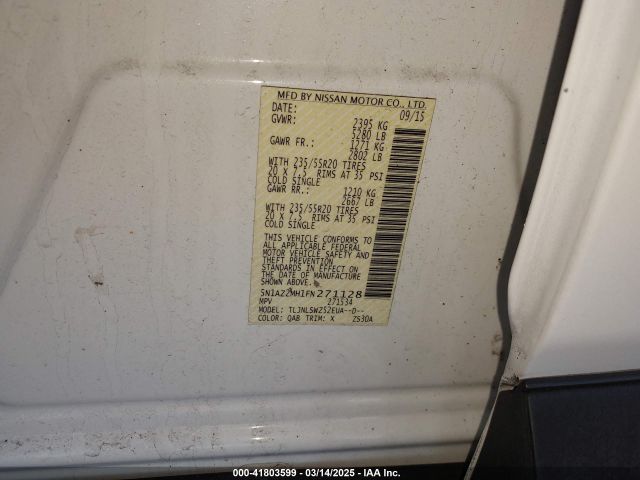 MFD BY NISSAN MOTOR CO., LTD.
DATE: 09/15
GVWR: 2395 KG
5280 LB
GAWR FR.: 1271 KG
2802 LB
WITH 235/55R20 TIRES
20 X 7.5 RIMS AT 35 PSI
COLD SINGLE
GAWR RR.: 1210 KG
2667 LB
WITH 235/55R20 TIRES
20 X 7.5 RIMS AT 35 PSI
COLD SINGLE
THIS VEHICLE CONFORMS TO
ALL APPLICABLE FEDERAL
MOTOR VEHICLE SAFETY AND
THEFT PREVENTION
STANDARDS IN EFFECT ON
THE DATE OF MANUFACTURE
SHOWN ABOVE.
5N1AZ2MH1FN271128
MPV 271534
MODEL: TLJNLSWZ52EUA--D--
COLOR: QAB TRIM: X ZS30A
000-41803599 — 03/14/2025 — IAA Inc.